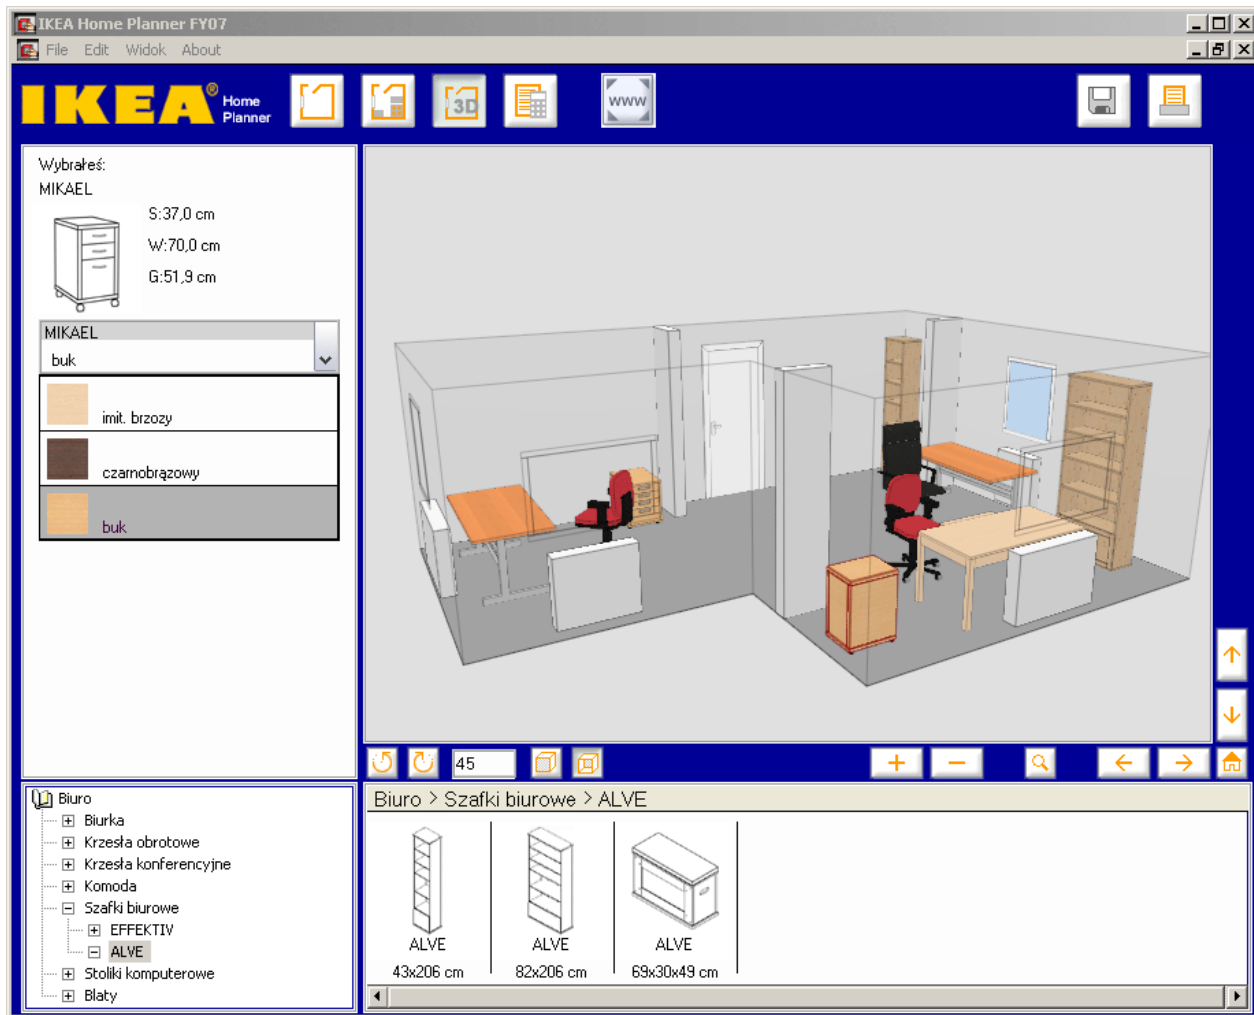 IKEA Home Planner FY07
File Edit Widok About
IKEA® Home Planner
3D
www
Wybrałeś:
MIKAEL
S:37,0 cm
W:70,0 cm
G:51,9 cm
MIKAEL
buk
imit. brzozy
czarnobrązowy
buk
45
Biuro
Biurka
Krzesła obrotowe
Krzesła konferencyjne
Komoda
Szafki biurowe
EFFEKTIV
ALVE
Stoliki komputerowe
Blaty
Biuro > Szafki biurowe > ALVE
ALVE ALVE ALVE
43x206 cm 82x206 cm 69x30x49 cm